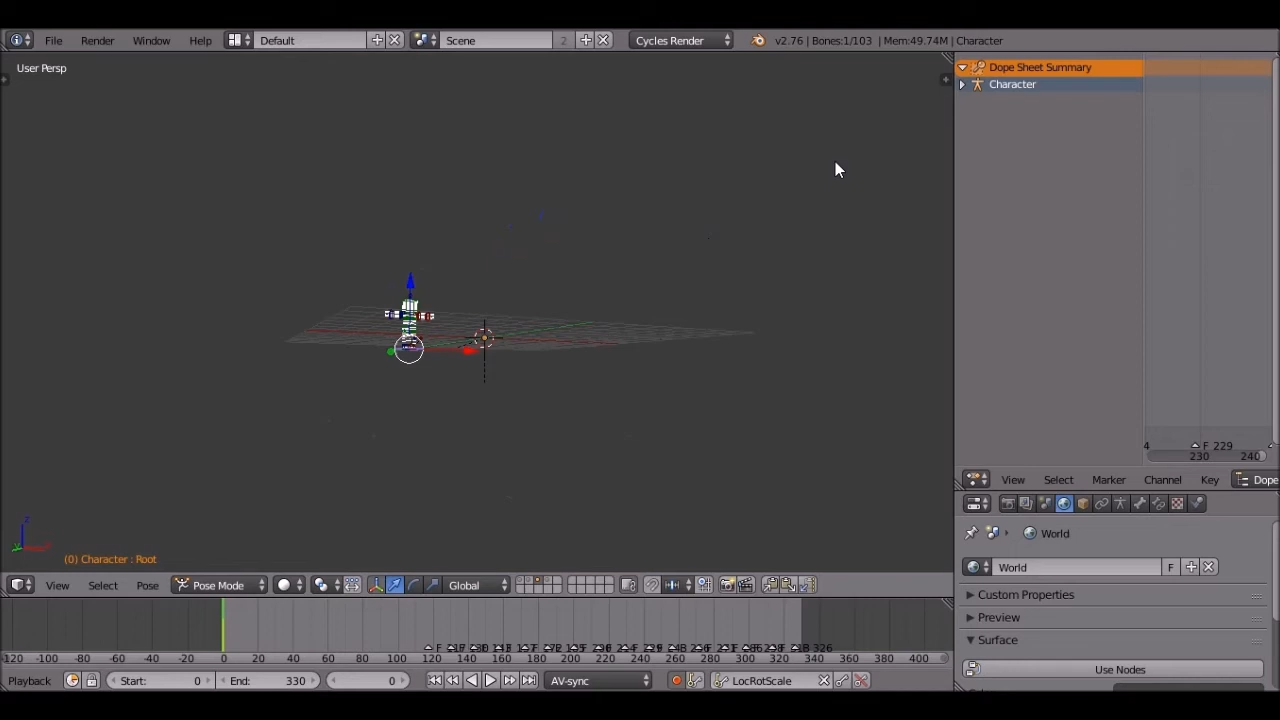 File Render Window Help Default Scene 2 Cycles Render v2.76 | Bones:1/103 | Mem:49.74M | Character
User Persp
Dope Sheet Summary
Character
4 F 229
230 240
View Select Marker Channel Key Dope
World
World F
Custom Properties
Preview
Surface
Use Nodes
(0) Character : Root
View Select Pose Pose Mode Global
-120 -100 -80 -60 -40 -20 0 20 40 60 80 100 120 140 160 180 200 220 240 260 280 300 320 340 360 380 400
Playback Start: 0 End: 330 0 AV-sync LocRotScale